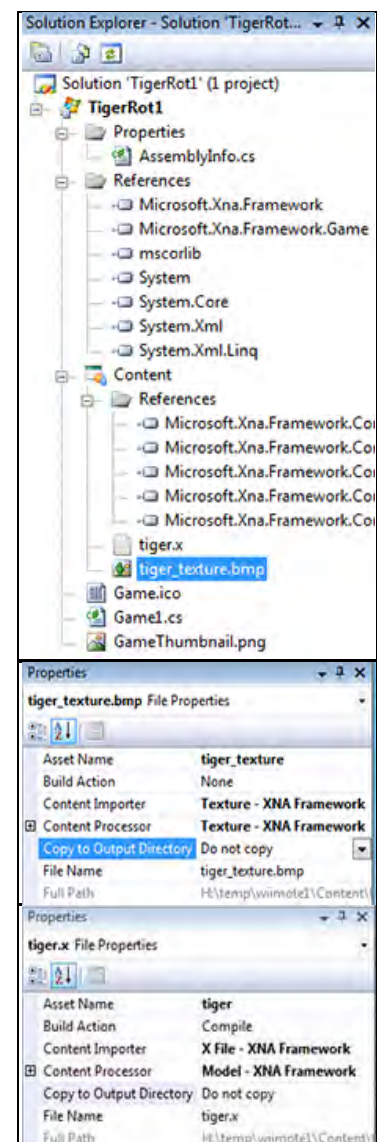 Solution Explorer - Solution 'TigerRot...
Solution 'TigerRot1' (1 project)
TigerRot1
Properties
AssemblyInfo.cs
References
Microsoft.Xna.Framework
Microsoft.Xna.Framework.Game
mscorlib
System
System.Core
System.Xml
System.Xml.Linq
Content
References
Microsoft.Xna.Framework.Co
Microsoft.Xna.Framework.Co
Microsoft.Xna.Framework.Co
Microsoft.Xna.Framework.Co
Microsoft.Xna.Framework.Co
tiger.x
tiger_texture.bmp
Game.ico
Game1.cs
GameThumbnail.png
Properties
tiger_texture.bmp File Properties
Asset Name tiger_texture
Build Action None
Content Importer Texture - XNA Framework
Content Processor Texture - XNA Framework
Copy to Output Directory Do not copy
File Name tiger_texture.bmp
Full Path H:\temp\wiimote1\Content\
Properties
tiger.x File Properties
Asset Name tiger
Build Action Compile
Content Importer X File - XNA Framework
Content Processor Model - XNA Framework
Copy to Output Directory Do not copy
File Name tiger.x
Full Path H:\temp\wiimote1\Content\